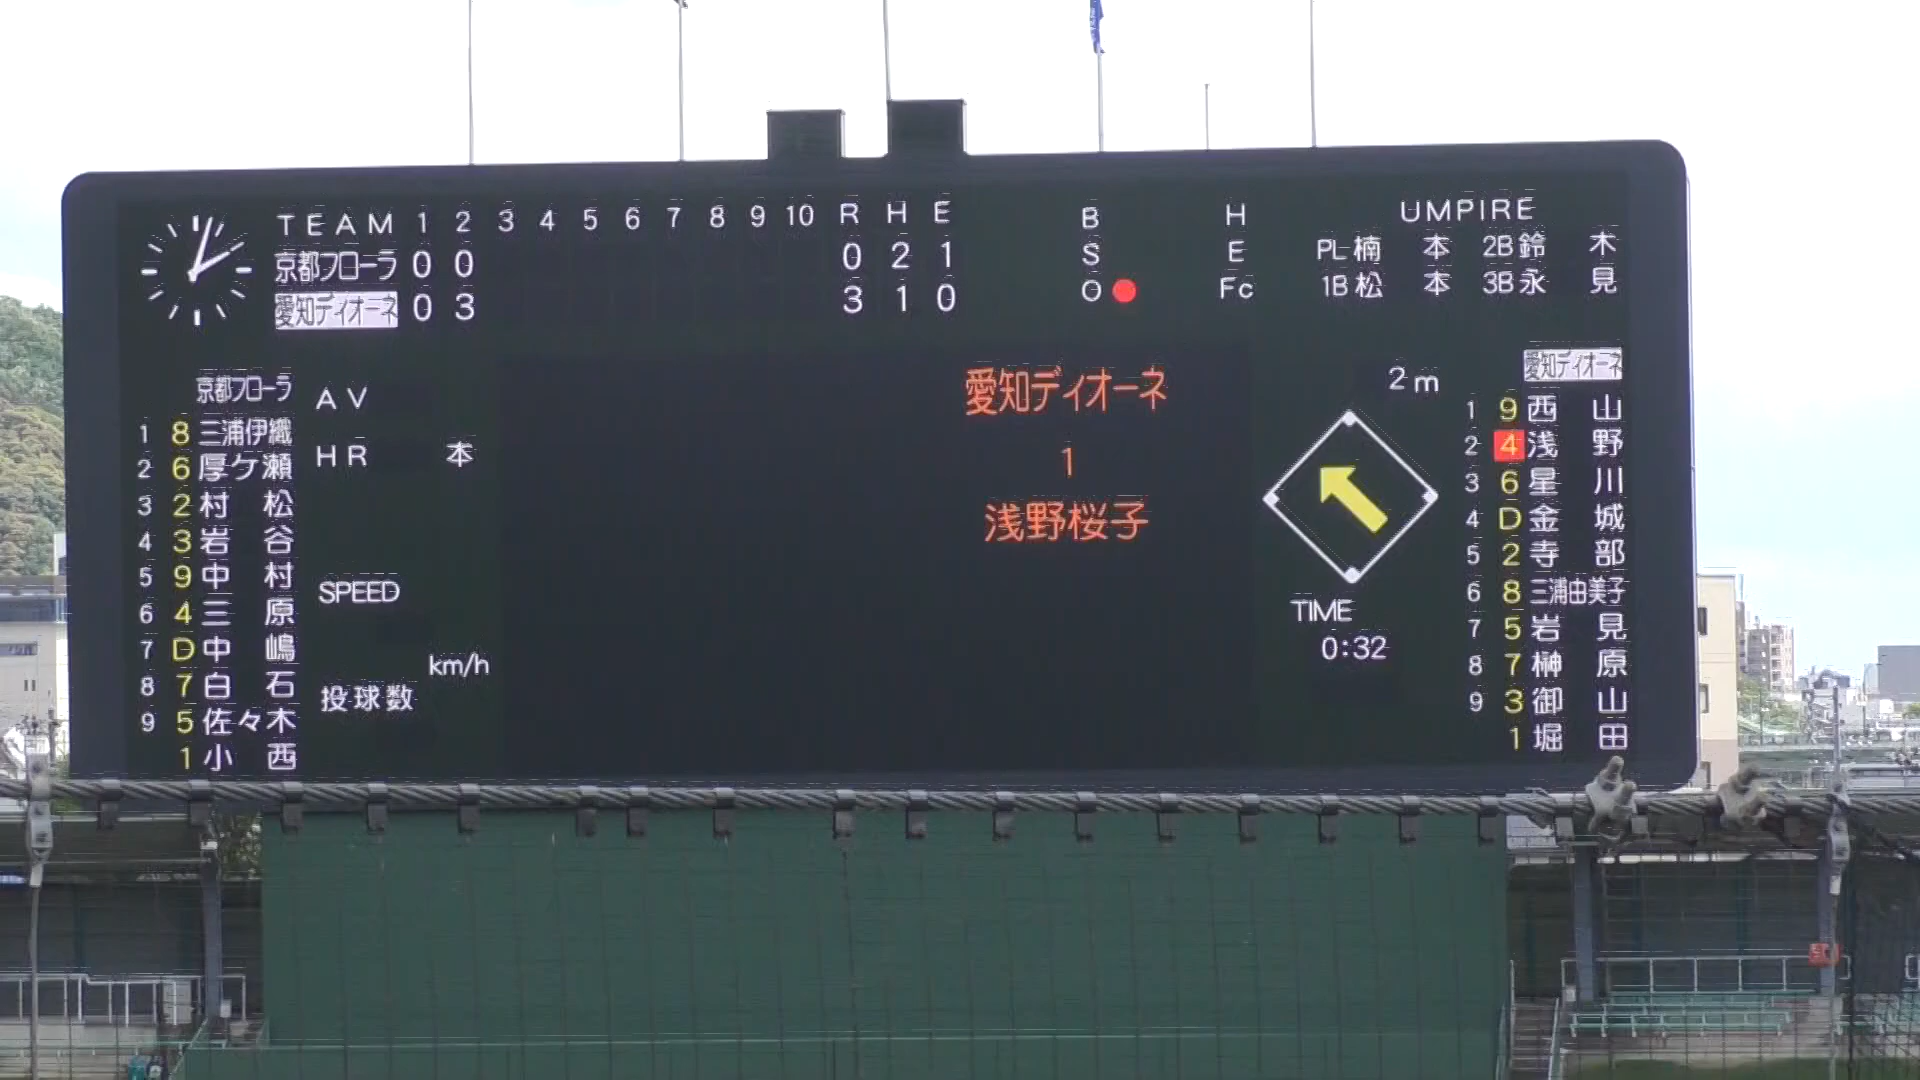 TEAM 1 2 3 4 5 6 7 8 9 10 R H E
京都フローラ 0 0 0 2 1
愛知ディオーネ 0 3 3 1 0
B
S
O
H
E
Fc
UMPIRE
PL 楠本 2B 鈴木
1B 松本 3B 永見
京都フローラ
1 8 三浦伊織
2 6 厚ケ瀬
3 2 村松
4 3 岩谷
5 9 中村
6 4 三原
7 D 中嶋
8 7 白石
9 5 佐々木
1 小西
AV
HR 本
SPEED
km/h
投球数
愛知ディオーネ
1
浅野桜子
2m
TIME
0:32
愛知ディオーネ
1 9 西山
2 4 浅野
3 6 星川
4 D 金城
5 2 寺部
6 8 三浦由美子
7 5 岩見
8 7 榊原
9 3 御山
1 堀田